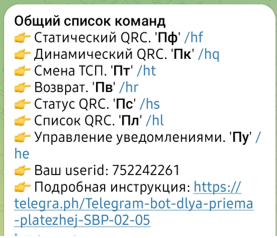 Общий список команд
👉 Статический QRC. 'Пф' /hf
👉 Динамический QRC. 'Пк' /hq
👉 Смена ТСП. 'Пт' /ht
👉 Возврат. 'Пв' /hr
👉 Статус QRC. 'Пс' /hs
👉 Список QRC. 'Пл' /hl
👉 Управление уведомлениями. 'Пу' /
he
👉 Ваш userid: 752242261
👉 Подробная инструкция: https://
telegra.ph/Telegram-bot-dlya-priema
-platezhej-SBP-02-05